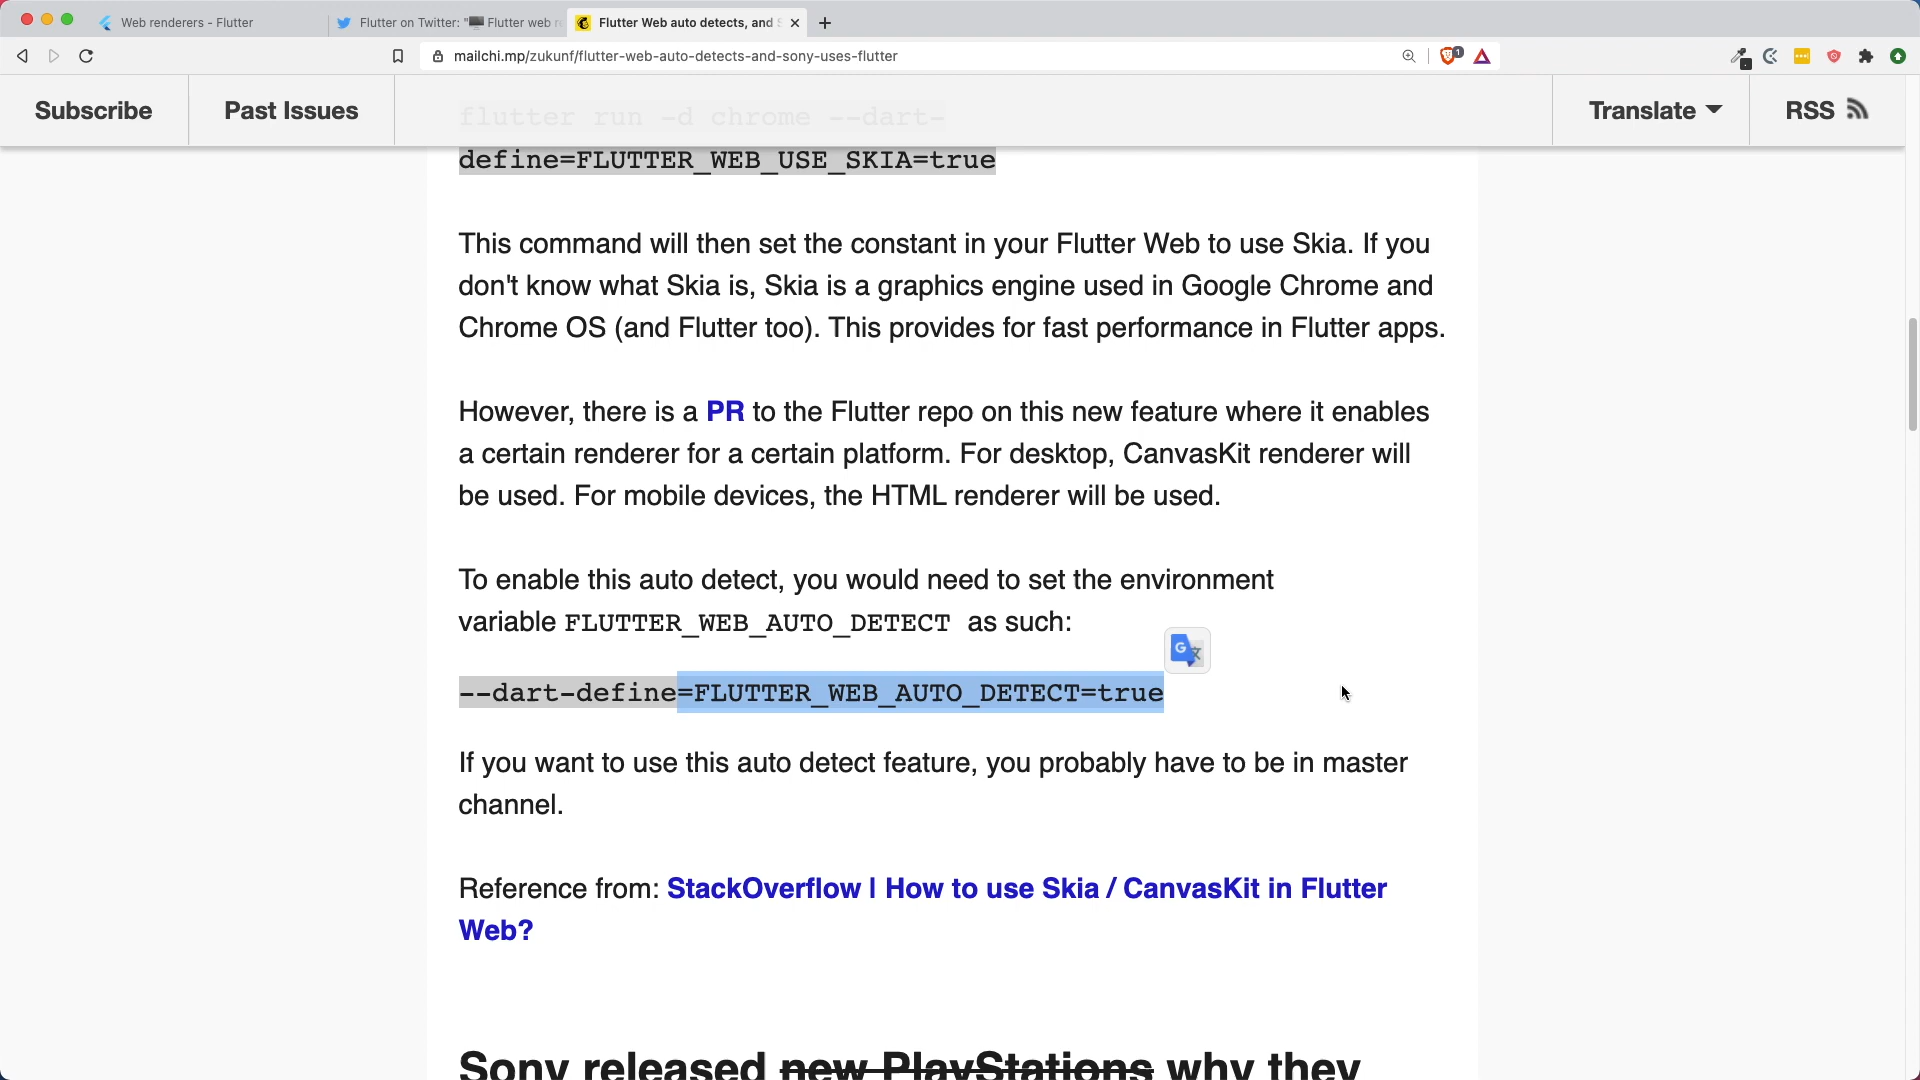 Web renderers - Flutter
Flutter on Twitter: "🖥️ Flutter web r
Flutter Web auto detects, and S
mailchi.mp/zukunf/flutter-web-auto-detects-and-sony-uses-flutter
1
Subscribe
Past Issues
Translate
RSS
flutter run -d chrome --dart-
define=FLUTTER_WEB_USE_SKIA=true
This command will then set the constant in your Flutter Web to use Skia. If you
don't know what Skia is, Skia is a graphics engine used in Google Chrome and
Chrome OS (and Flutter too). This provides for fast performance in Flutter apps.
However, there is a PR to the Flutter repo on this new feature where it enables
a certain renderer for a certain platform. For desktop, CanvasKit renderer will
be used. For mobile devices, the HTML renderer will be used.
To enable this auto detect, you would need to set the environment
variable FLUTTER_WEB_AUTO_DETECT as such:
--dart-define=FLUTTER_WEB_AUTO_DETECT=true
If you want to use this auto detect feature, you probably have to be in master
channel.
Reference from: StackOverflow | How to use Skia / CanvasKit in Flutter
Web?
Sony released new PlayStations why they